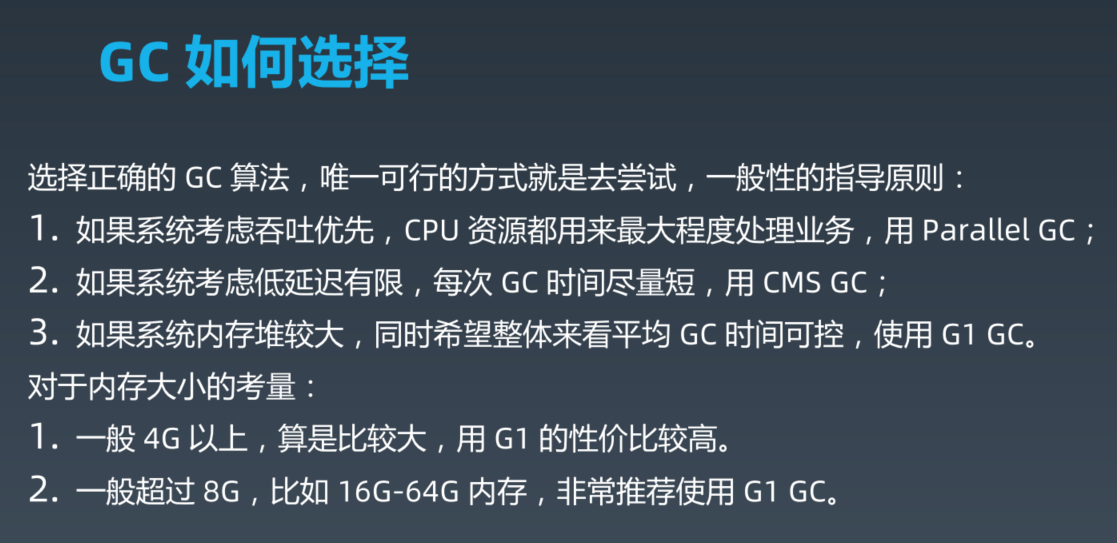 GC 如何选择
选择正确的 GC 算法，唯一可行的方式就是去尝试，一般性的指导原则：
1. 如果系统考虑吞吐优先，CPU 资源都用来最大程度处理业务，用 Parallel GC；
2. 如果系统考虑低延迟有限，每次 GC 时间尽量短，用 CMS GC；
3. 如果系统内存堆较大，同时希望整体来看平均 GC 时间可控，使用 G1 GC。
对于内存大小的考量：
1. 一般 4G 以上，算是比较大，用 G1 的性价比较高。
2. 一般超过 8G，比如 16G-64G 内存，非常推荐使用 G1 GC。